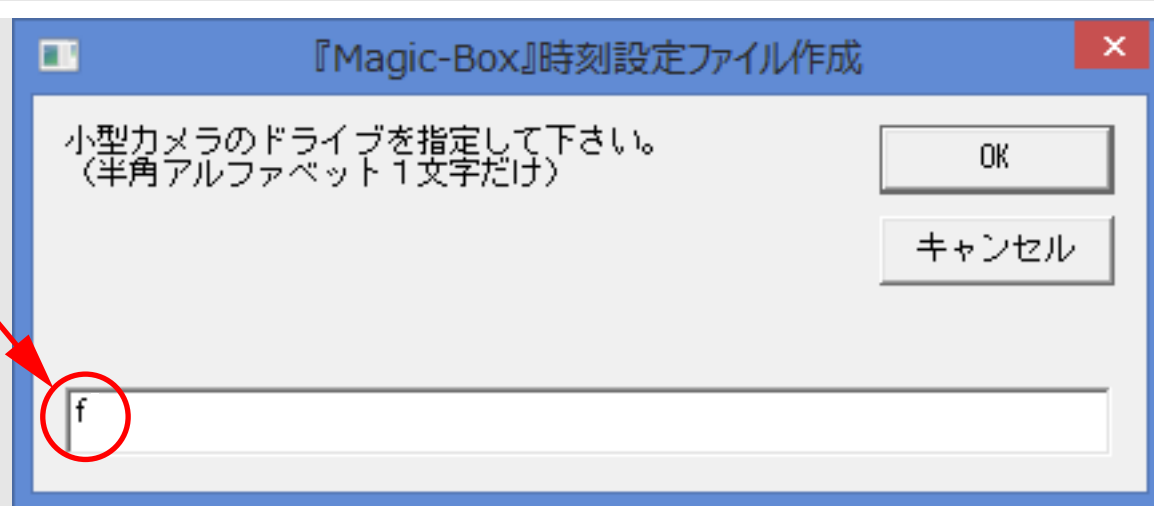 『Magic-Box』時刻設定ファイル作成
小型カメラのドライブを指定して下さい。
（半角アルファベット１文字だけ）
OK
キャンセル
f